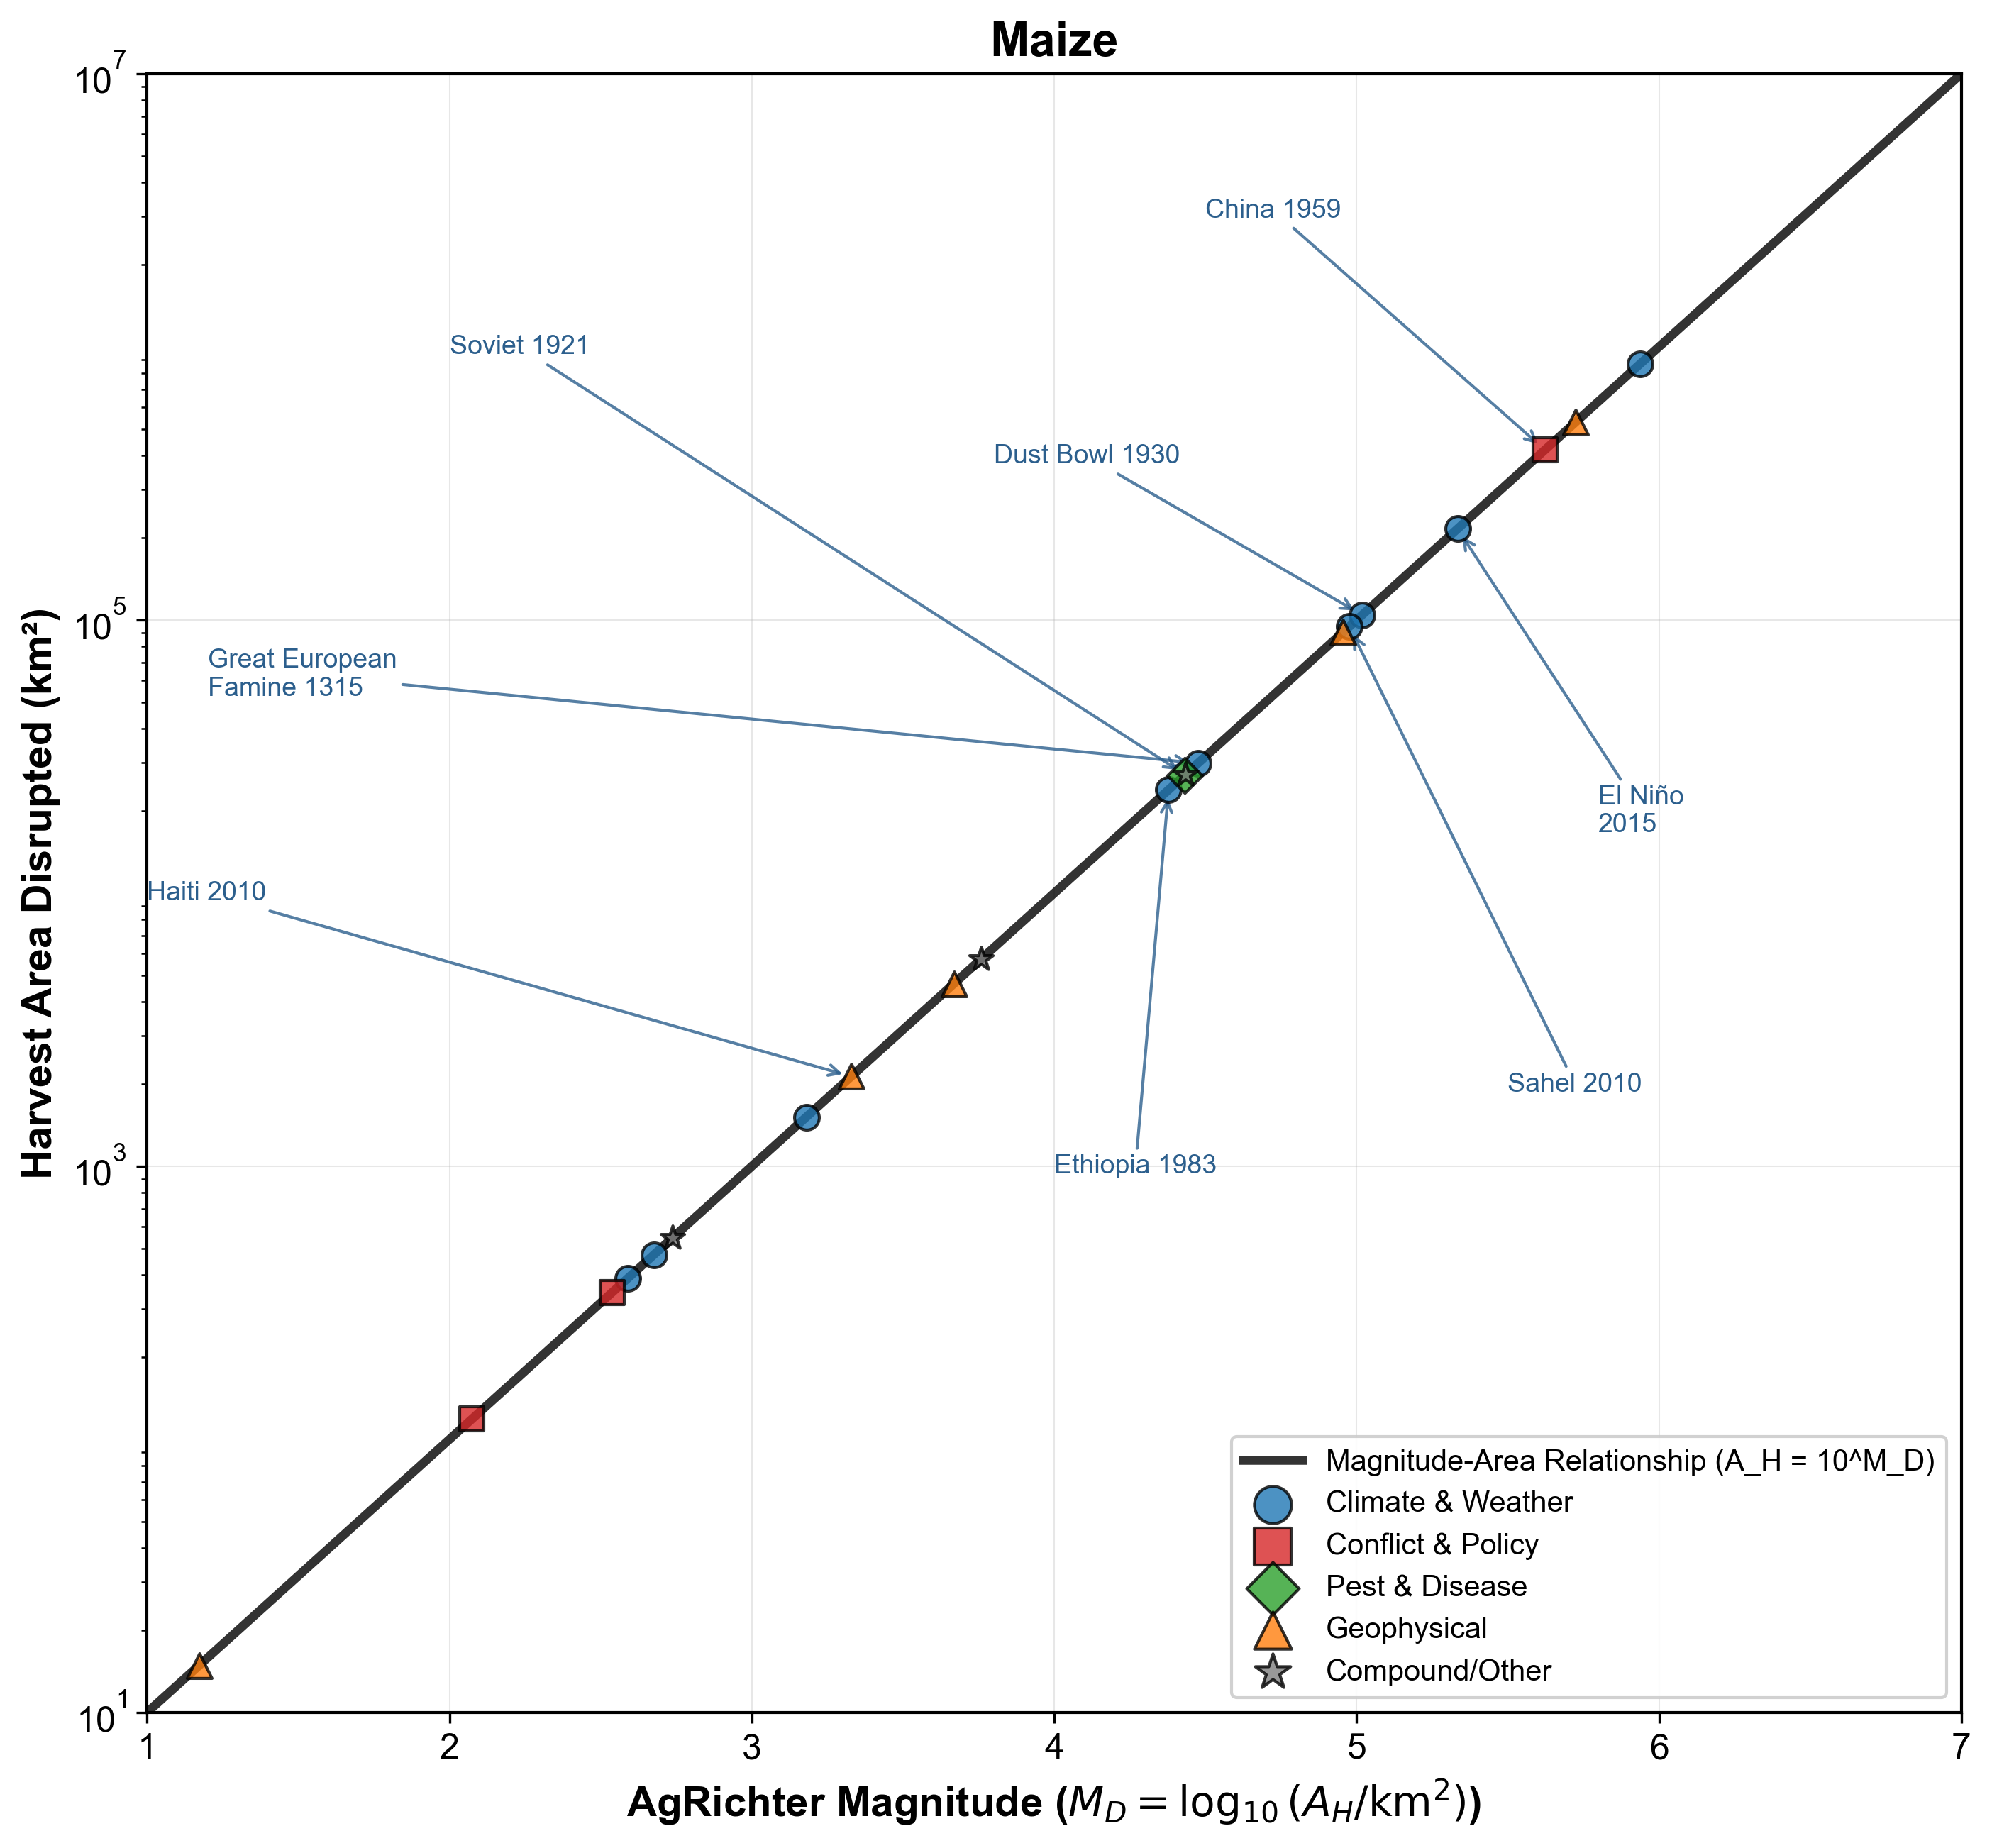 Maize
10^7
China 1959
Soviet 1921
Dust Bowl 1930
10^5
Great European
Famine 1315
El Niño
2015
Haiti 2010
Sahel 2010
10^3
Ethiopia 1983
Harvest Area Disrupted (km²)
Magnitude-Area Relationship (A_H = 10^M_D)
Climate & Weather
Conflict & Policy
Pest & Disease
Geophysical
Compound/Other
10^1
1 2 3 4 5 6 7
AgRichter Magnitude (M_D = log_10(A_H/km^2))